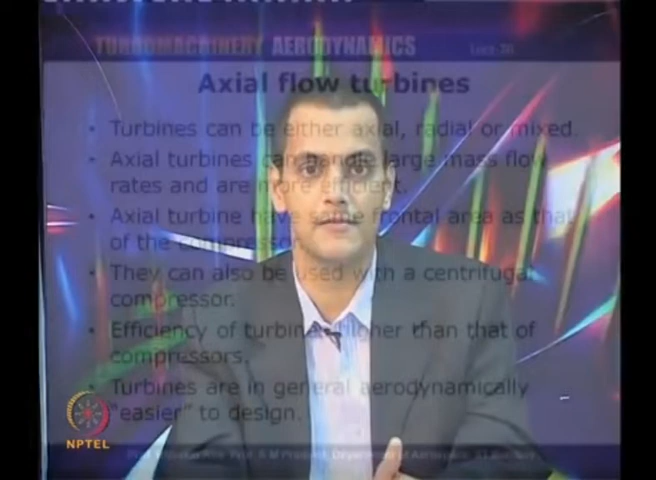 TURBOMACHINERY AERODYNAMICS
Axial flow turbines
• Turbines can be either axial, radial or mixed.
• Axial turbines can handle large mass flow
rates and are more efficient.
• Axial turbine have same frontal area as that
of the compressor.
• They can also be used with a centrifugal
compressor.
• Efficiency of turbines higher than that of
compressors.
• Turbines are in general aerodynamically
"easier" to design.
NPTEL